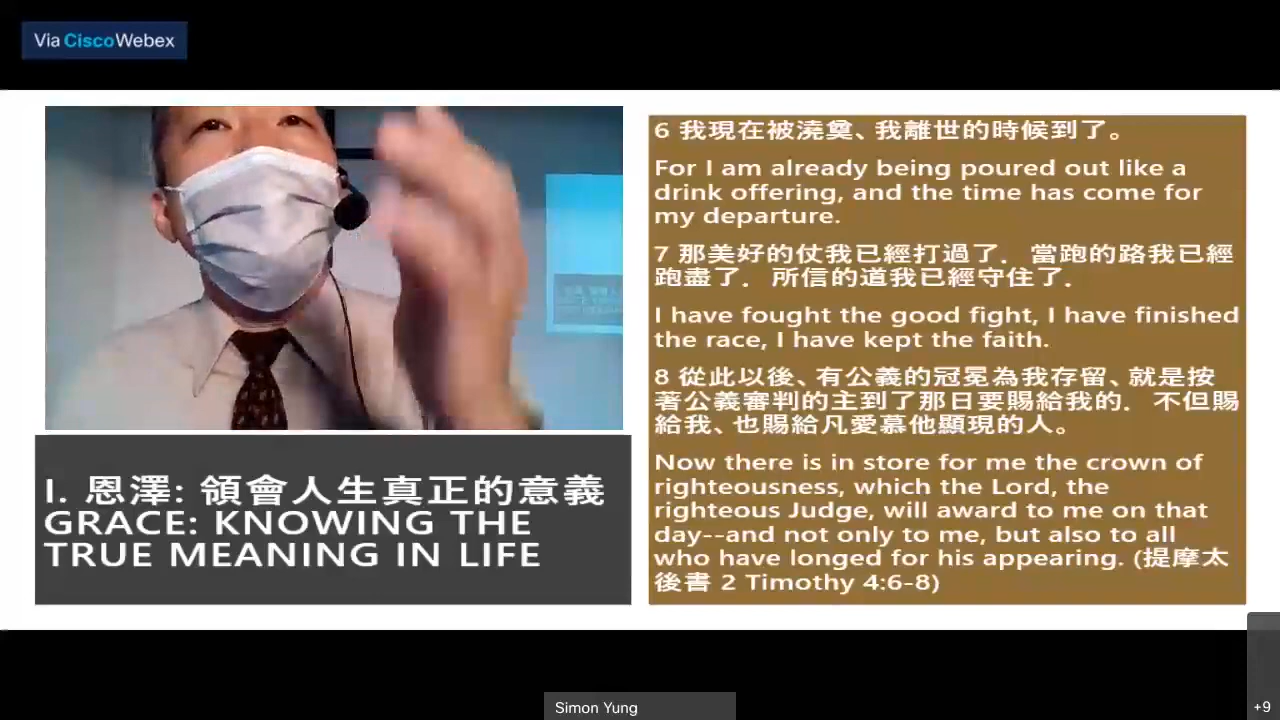 Via Cisco Webex
6 我現在被澆奠、我離世的時候到了。
For I am already being poured out like a
drink offering, and the time has come for
my departure.
7 那美好的仗我已經打過了．當跑的路我已經
跑盡了．所信的道我已經守住了．
I have fought the good fight, I have finished
the race, I have kept the faith.
8 從此以後、有公義的冠冕為我存留、就是按
著公義審判的主到了那日要賜給我的．不但賜
給我、也賜給凡愛慕他顯現的人。
Now there is in store for me the crown of
righteousness, which the Lord, the
righteous Judge, will award to me on that
day--and not only to me, but also to all
who have longed for his appearing. (提摩太
後書 2 Timothy 4:6-8)
I. 恩澤: 領會人生真正的意義
GRACE: KNOWING THE
TRUE MEANING IN LIFE
Simon Yung
+9